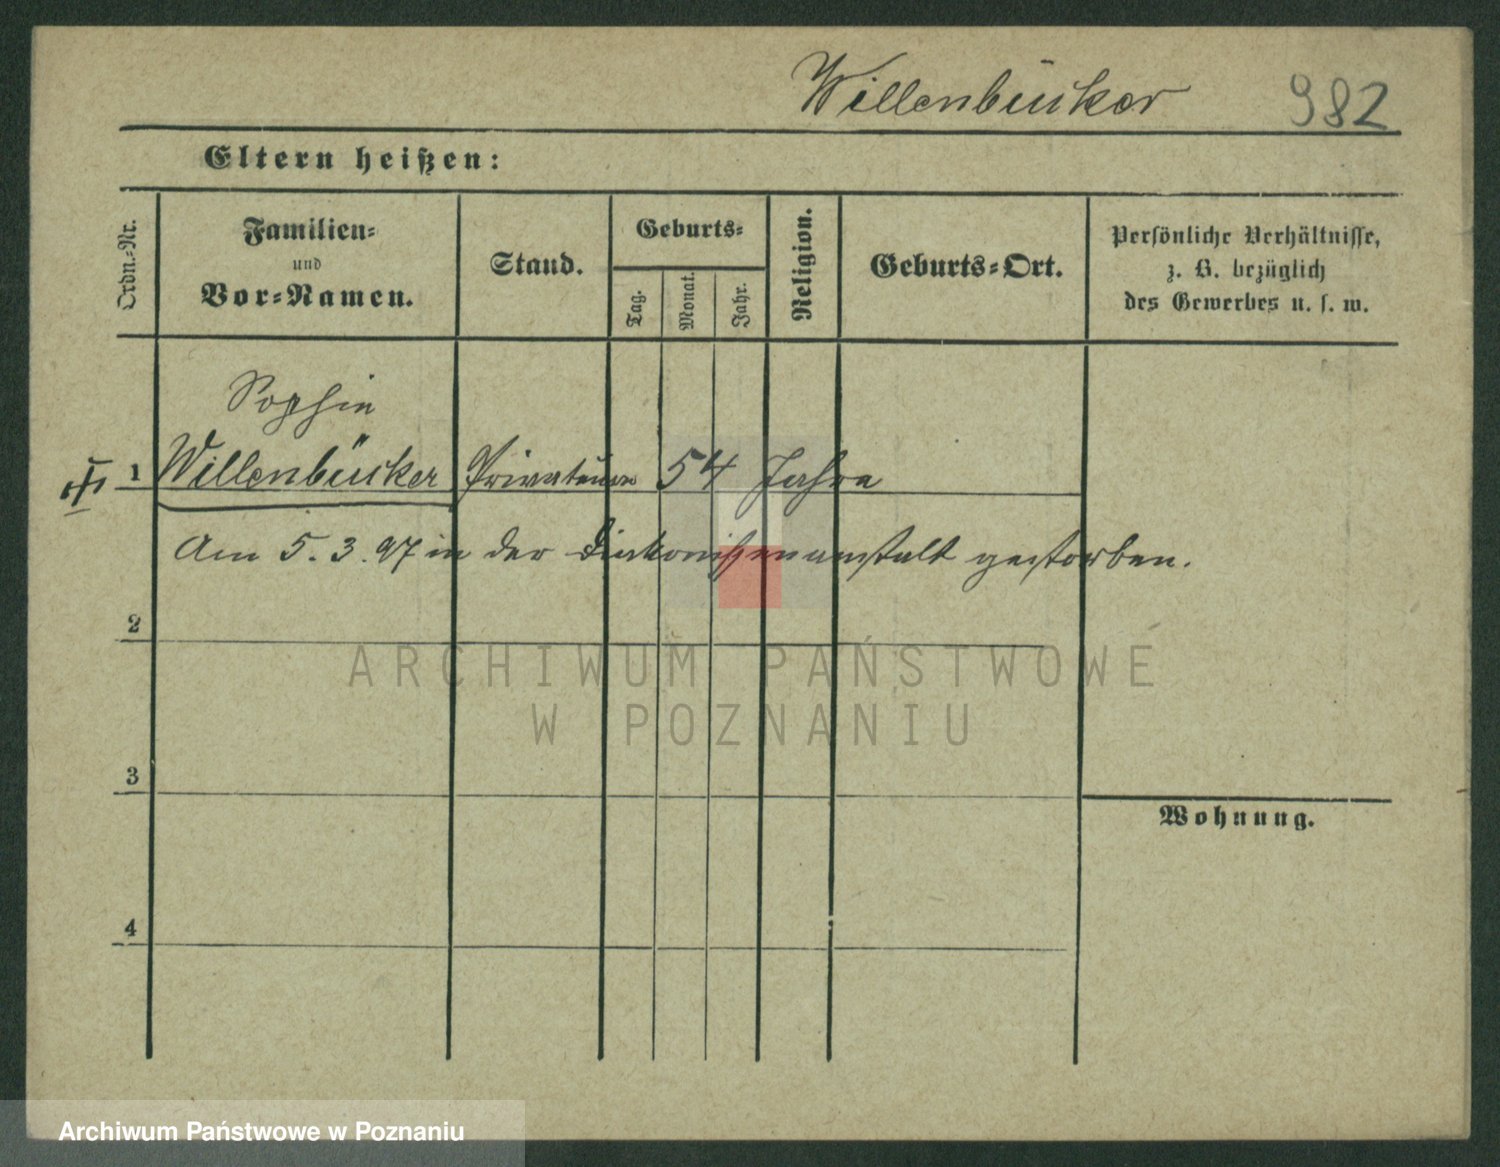 Willenbücker 982
Eltern heißen:
Ordn.-Nr.
Familien-
und
Vor-Namen.
Stand.
Geburts-
Tag.
Monat.
Jahr.
Religion.
Geburts-Ort.
Persönliche Verhältnisse,
z. B. bezüglich
des Gewerbes u. s. w.
Sophie
1 Willenbücker 54 Jahre
Am 5. 3. 97 in der Diakonissenanstalt gestorben.
2
ARCHIWUM PAŃSTWOWE
W POZNANIU
3
Wohnung.
4
Archiwum Państwowe w Poznaniu